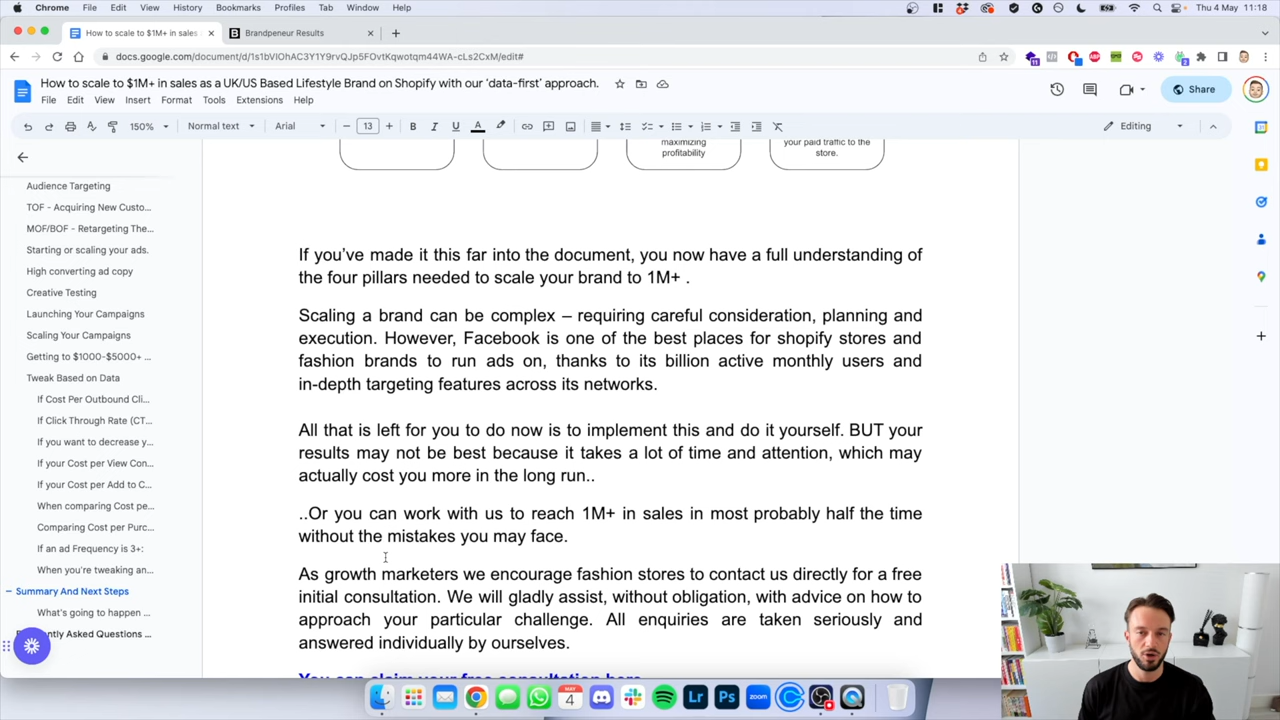 Chrome File Edit View History Bookmarks Profiles Tab Window Help
Thu 4 May 11:18
How to scale to $1M+ in sales
Brandpeneur Results
docs.google.com/document/d/1s1bVlOhAC3Y1Y9rvQJp5FOvtKqwotqm44WA-cLs2CxM/edit#
How to scale to $1M+ in sales as a UK/US Based Lifestyle Brand on Shopify with our 'data-first' approach.
File Edit View Insert Format Tools Extensions Help
Share
150% Normal text Arial 13 B I U A
Editing
Audience Targeting
TOF - Acquiring New Custo...
MOF/BOF - Retargeting The...
Starting or scaling your ads.
High converting ad copy
Creative Testing
Launching Your Campaigns
Scaling Your Campaigns
Getting to $1000-$5000+ ...
Tweak Based on Data
If Cost Per Outbound Cli...
If Click Through Rate (CT...
If you want to decrease y...
If your Cost per View Con...
If your Cost per Add to C...
When comparing Cost pe...
Comparing Cost per Purc...
If an ad Frequency is 3+:
When you're tweaking an...
Summary And Next Steps
What's going to happen ...
ently Asked Questions ...
maximizing
profitability
your paid traffic to the
store.
If you've made it this far into the document, you now have a full understanding of
the four pillars needed to scale your brand to 1M+ .
Scaling a brand can be complex – requiring careful consideration, planning and
execution. However, Facebook is one of the best places for shopify stores and
fashion brands to run ads on, thanks to its billion active monthly users and
in-depth targeting features across its networks.
All that is left for you to do now is to implement this and do it yourself. BUT your
results may not be best because it takes a lot of time and attention, which may
actually cost you more in the long run..
..Or you can work with us to reach 1M+ in sales in most probably half the time
without the mistakes you may face.
As growth marketers we encourage fashion stores to contact us directly for a free
initial consultation. We will gladly assist, without obligation, with advice on how to
approach your particular challenge. All enquiries are taken seriously and
answered individually by ourselves.
You can claim your free consultation here
MAY
4
Lr
Ps
zoom